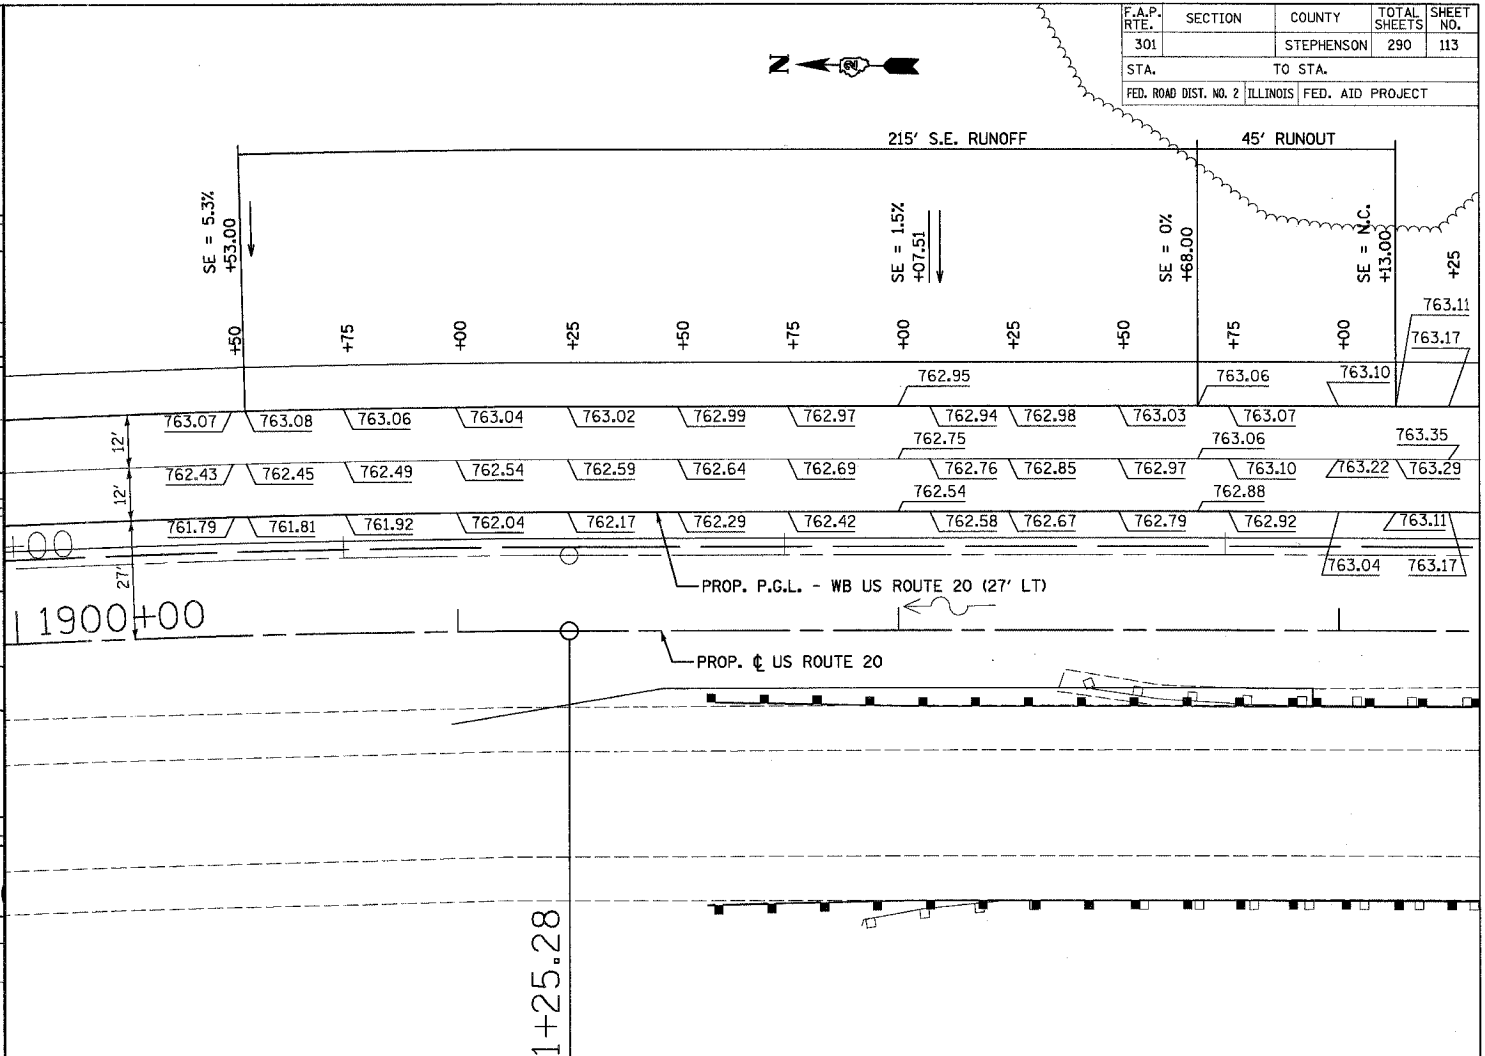 F.A.P. RTE. SECTION COUNTY TOTAL SHEETS SHEET NO.
301 STEPHENSON 290 113
STA. TO STA.
FED. ROAD DIST. NO. 2 ILLINOIS FED. AID PROJECT
N
2
215' S.E. RUNOFF 45' RUNOUT
SE = 5.3%
+53.00
SE = 1.5%
+07.51
SE = 0%
+68.00
SE = N.C.
+13.00
+25
+50 +75 +00 +25 +50 +75 +00 +25 +50 +75 +00
763.11
763.17
762.95 763.06 763.10
763.07 763.08 763.06 763.04 763.02 762.99 762.97 762.94 762.98 763.03 763.07
12'
762.75 763.06 763.35
762.43 762.45 762.49 762.54 762.59 762.64 762.69 762.76 762.85 762.97 763.10 763.22 763.29
12'
762.54 762.88
761.79 761.81 761.92 762.04 762.17 762.29 762.42 762.58 762.67 762.79 762.92 763.11
+00
27'
763.04 763.17
PROP. P.G.L. - WB US ROUTE 20 (27' LT)
1900+00
PROP. ℄ US ROUTE 20
1+25.28